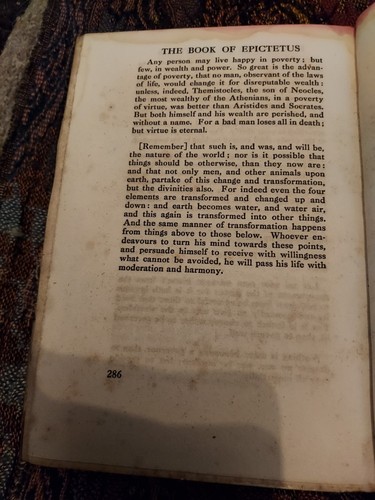 THE BOOK OF EPICTETUS
Any person may live happy in poverty; but
few, in wealth and power. So great is the advan-
tage of poverty, that no man, observant of the laws
of life, would change it for disreputable wealth:
unless, indeed, Themistocles, the son of Neocles,
the most wealthy of the Athenians, in a poverty
of virtue, was better than Aristides and Socrates.
But both himself and his wealth are perished, and
without a name. For a bad man loses all in death;
but virtue is eternal.
[Remember] that such is, and was, and will be,
the nature of the world; nor is it possible that
things should be otherwise, than they now are:
and that not only men, and other animals upon
earth, partake of this change and transformation,
but the divinities also. For indeed even the four
elements are transformed and changed up and
down: and earth becomes water, and water air,
and this again is transformed into other things.
And the same manner of transformation happens
from things above to those below. Whoever en-
deavours to turn his mind towards these points,
and persuade himself to receive with willingness
what cannot be avoided, he will pass his life with
moderation and harmony.
286